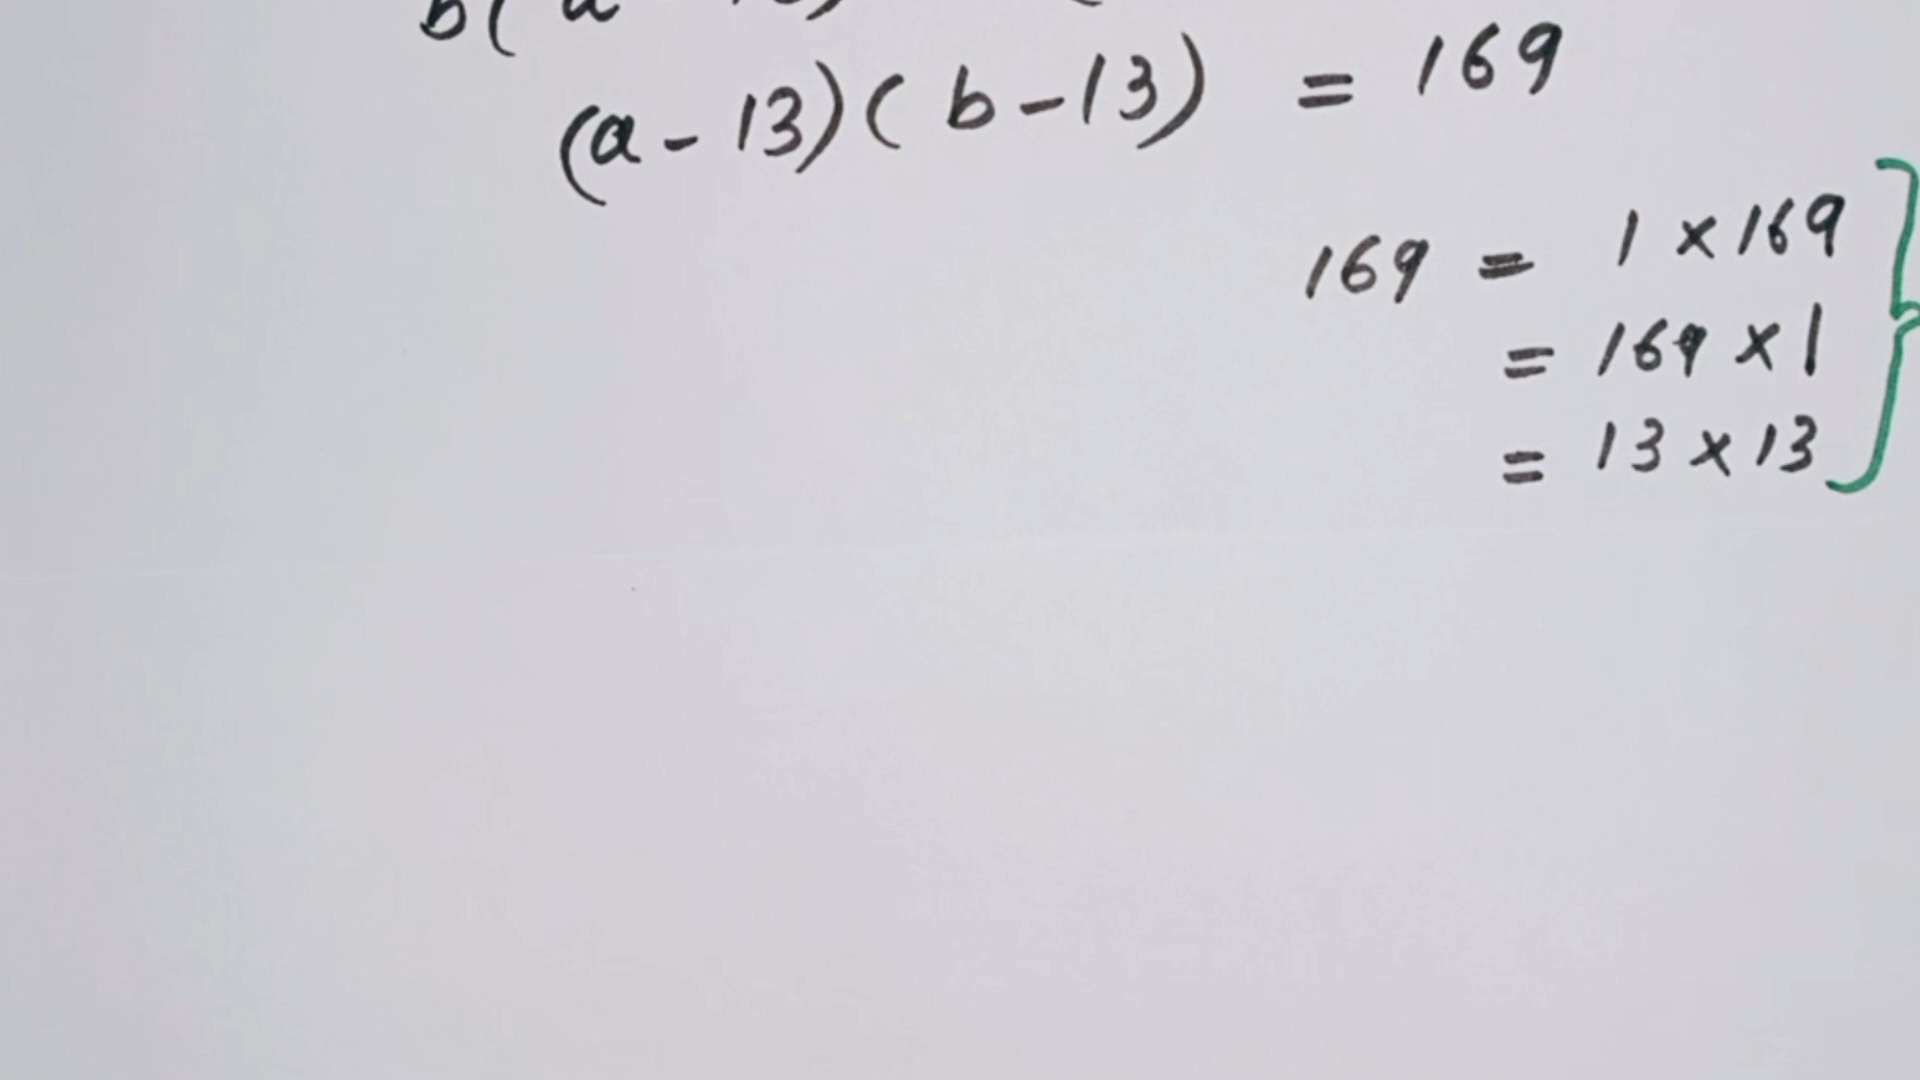 b( a
(a - 13)( b - 13) = 169
169 = 1 × 169
= 169 × 1
= 13 × 13